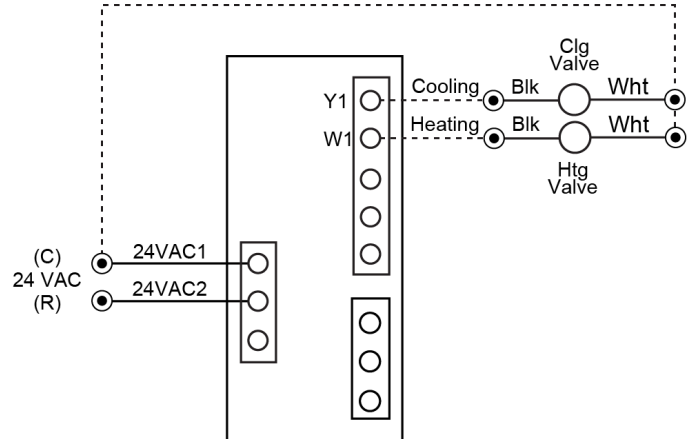 Clg
Valve
Y1
Cooling
Blk
Wht
W1
Heating
Blk
Wht
Htg
Valve
(C)
24VAC1
24 VAC
24VAC2
(R)